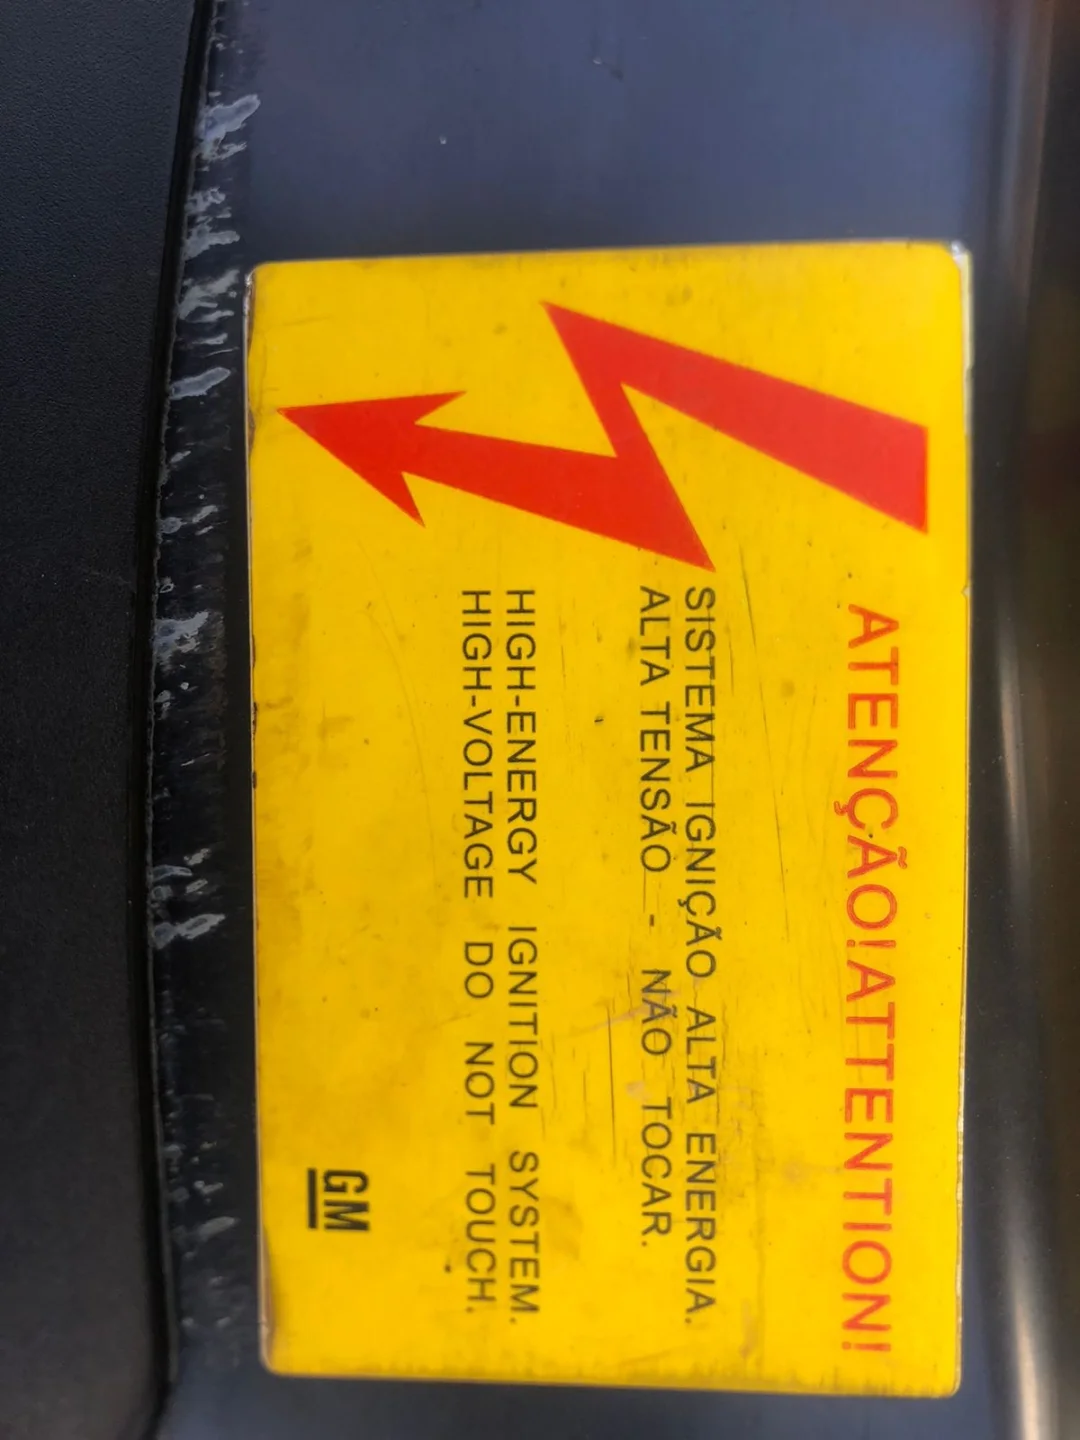 ATENÇÃO! ATTENTION!
SISTEMA IGNIÇÃO ALTA ENERGIA.
ALTA TENSÃO - NÃO TOCAR.
HIGH-ENERGY IGNITION SYSTEM.
HIGH-VOLTAGE DO NOT TOUCH.
GM